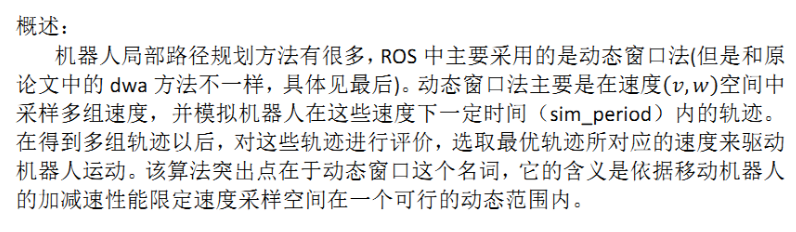 概述：
机器人局部路径规划方法有很多，ROS 中主要采用的是动态窗口法(但是和原
论文中的 dwa 方法不一样，具体见最后)。动态窗口法主要是在速度(v,w)空间中
采样多组速度，并模拟机器人在这些速度下一定时间（sim_period）内的轨迹。
在得到多组轨迹以后，对这些轨迹进行评价，选取最优轨迹所对应的速度来驱动
机器人运动。该算法突出点在于动态窗口这个名词，它的含义是依据移动机器人
的加减速性能限定速度采样空间在一个可行的动态范围内。